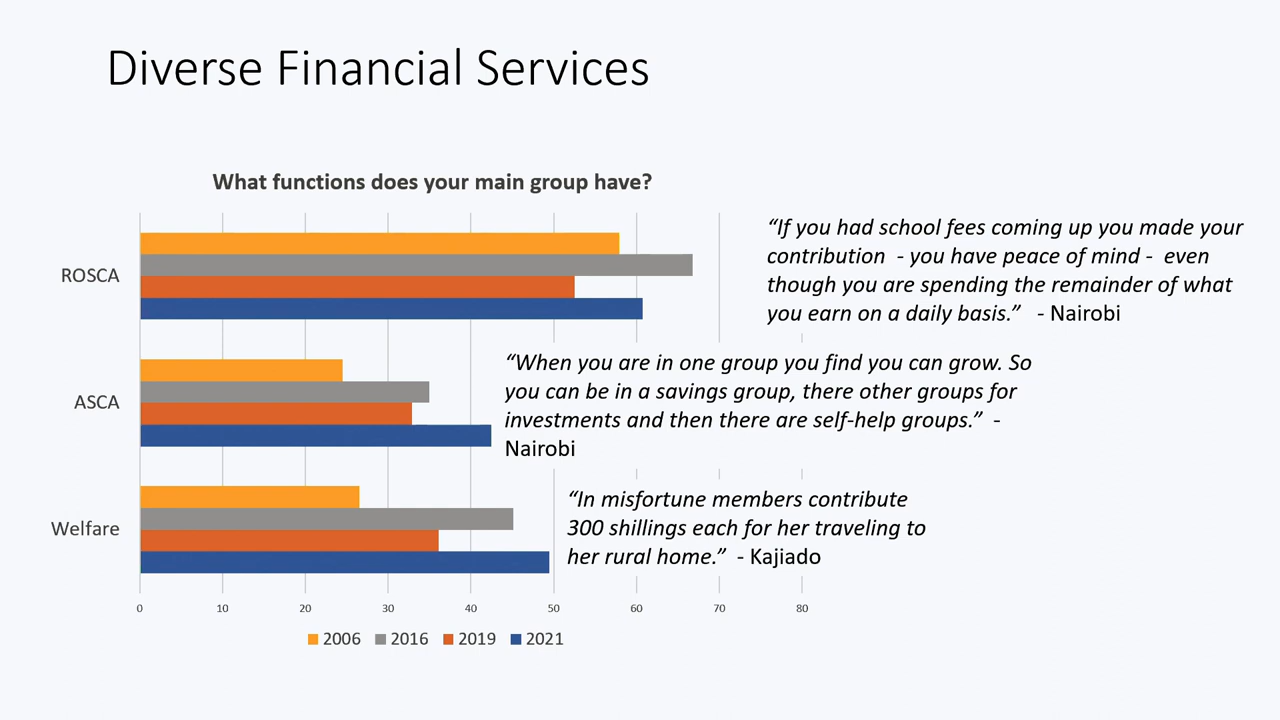 Diverse Financial Services
What functions does your main group have?
ROSCA
“If you had school fees coming up you made your
contribution - you have peace of mind - even
though you are spending the remainder of what
you earn on a daily basis.” - Nairobi
ASCA
“When you are in one group you find you can grow. So
you can be in a savings group, there other groups for
investments and then there are self-help groups.” -
Nairobi
Welfare
“In misfortune members contribute
300 shillings each for her traveling to
her rural home.” - Kajiado
0 10 20 30 40 50 60 70 80
2006 2016 2019 2021